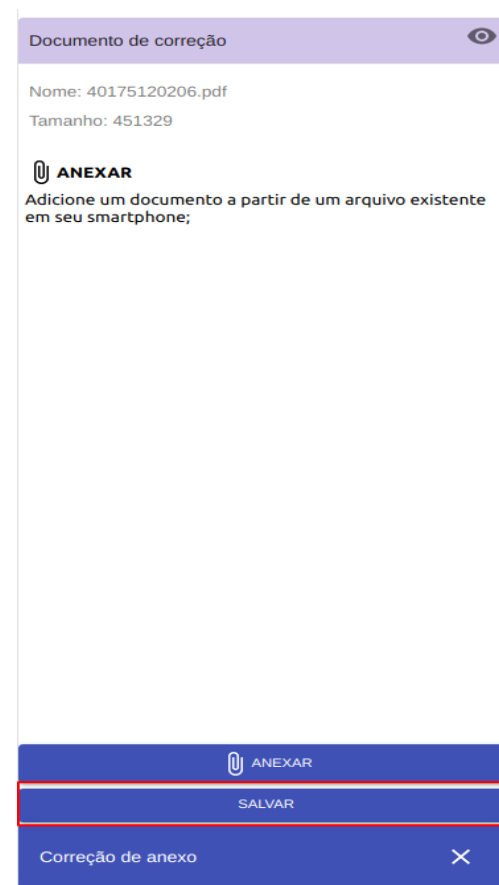 Documento de correção
Nome: 40175120206.pdf
Tamanho: 451329
ANEXAR
Adicione um documento a partir de um arquivo existente
em seu smartphone;
ANEXAR
SALVAR
Correção de anexo